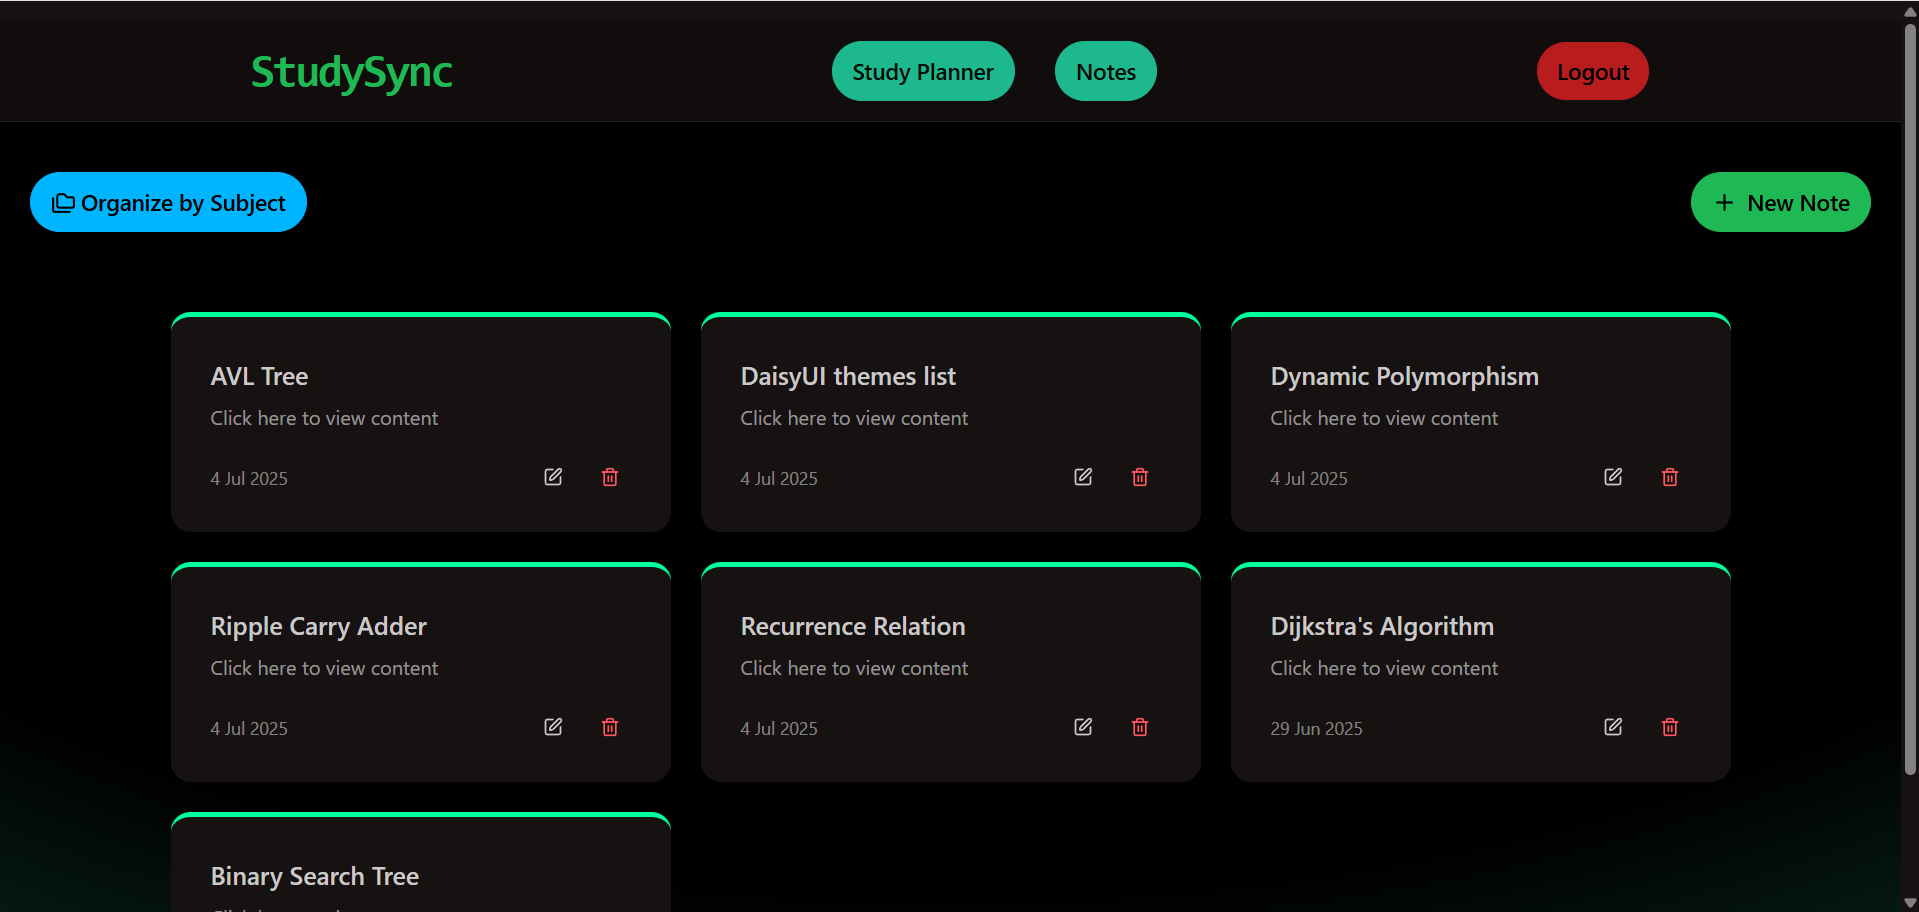 StudySync
Study Planner
Notes
Logout
Organize by Subject
New Note
AVL Tree
Click here to view content
4 Jul 2025
DaisyUI themes list
Click here to view content
4 Jul 2025
Dynamic Polymorphism
Click here to view content
4 Jul 2025
Ripple Carry Adder
Click here to view content
4 Jul 2025
Recurrence Relation
Click here to view content
4 Jul 2025
Dijkstra's Algorithm
Click here to view content
29 Jun 2025
Binary Search Tree